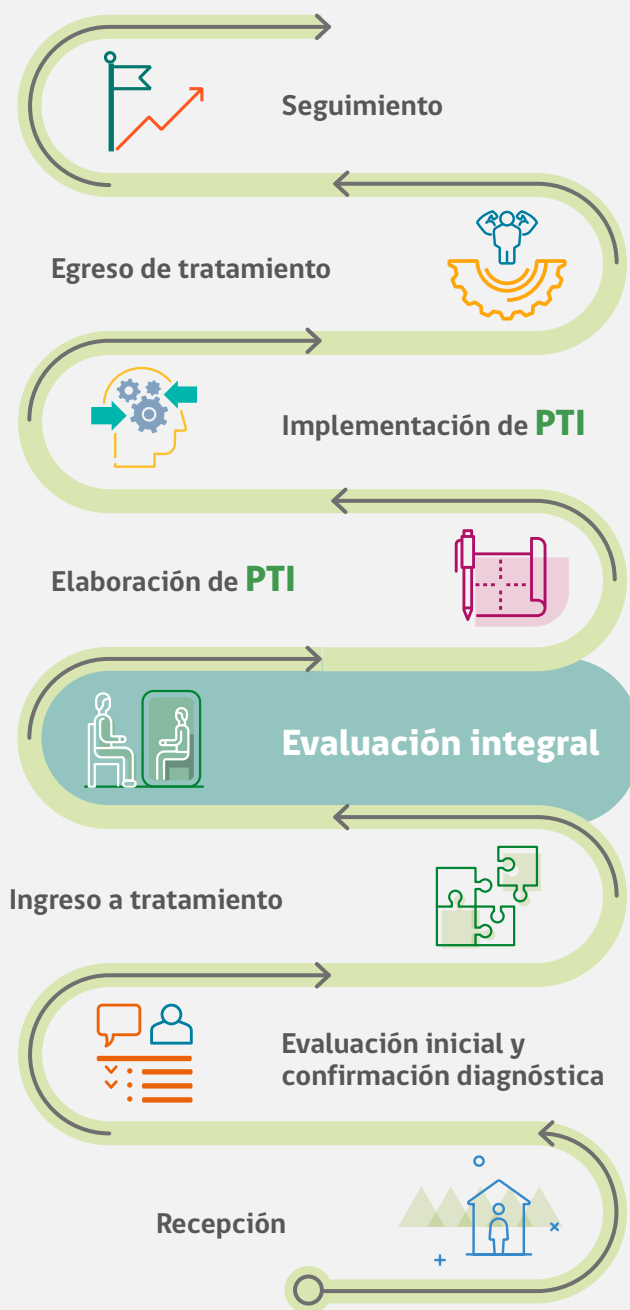 Seguimiento
Egreso de tratamiento
Implementación de PTI
Elaboración de PTI
Evaluación integral
Ingreso a tratamiento
Evaluación inicial y
confirmación diagnóstica
Recepción